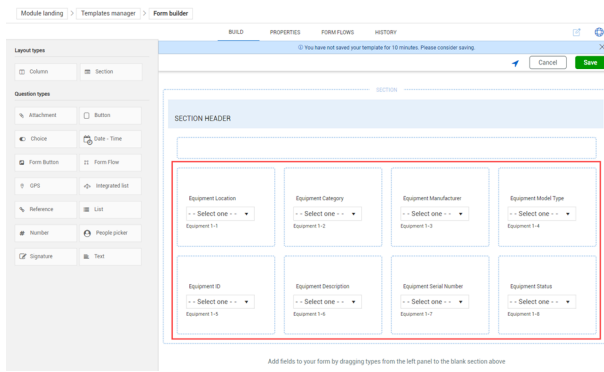 Module landing > Templates manager > Form builder
BUILD PROPERTIES FORM FLOWS HISTORY
Layout types
ⓘ You have not saved your template for 10 minutes. Please consider saving. X
Column Section
Cancel Save
Question types
SECTION
Attachment Button
SECTION HEADER
Choice Date - Time
Form Button Form Flow
GPS Integrated list
Reference List
Number People picker
Signature Text
Equipment Location Equipment Category Equipment Manufacturer Equipment Model Type
- - Select one - - - - Select one - - - - Select one - - - - Select one - -
Equipment 1-1 Equipment 1-2 Equipment 1-3 Equipment 1-4
Equipment ID Equipment Description Equipment Serial Number Equipment Status
- - Select one - - - - Select one - - - - Select one - - - - Select one - -
Equipment 1-5 Equipment 1-6 Equipment 1-7 Equipment 1-8
Add fields to your form by dragging types from the left panel to the blank section above